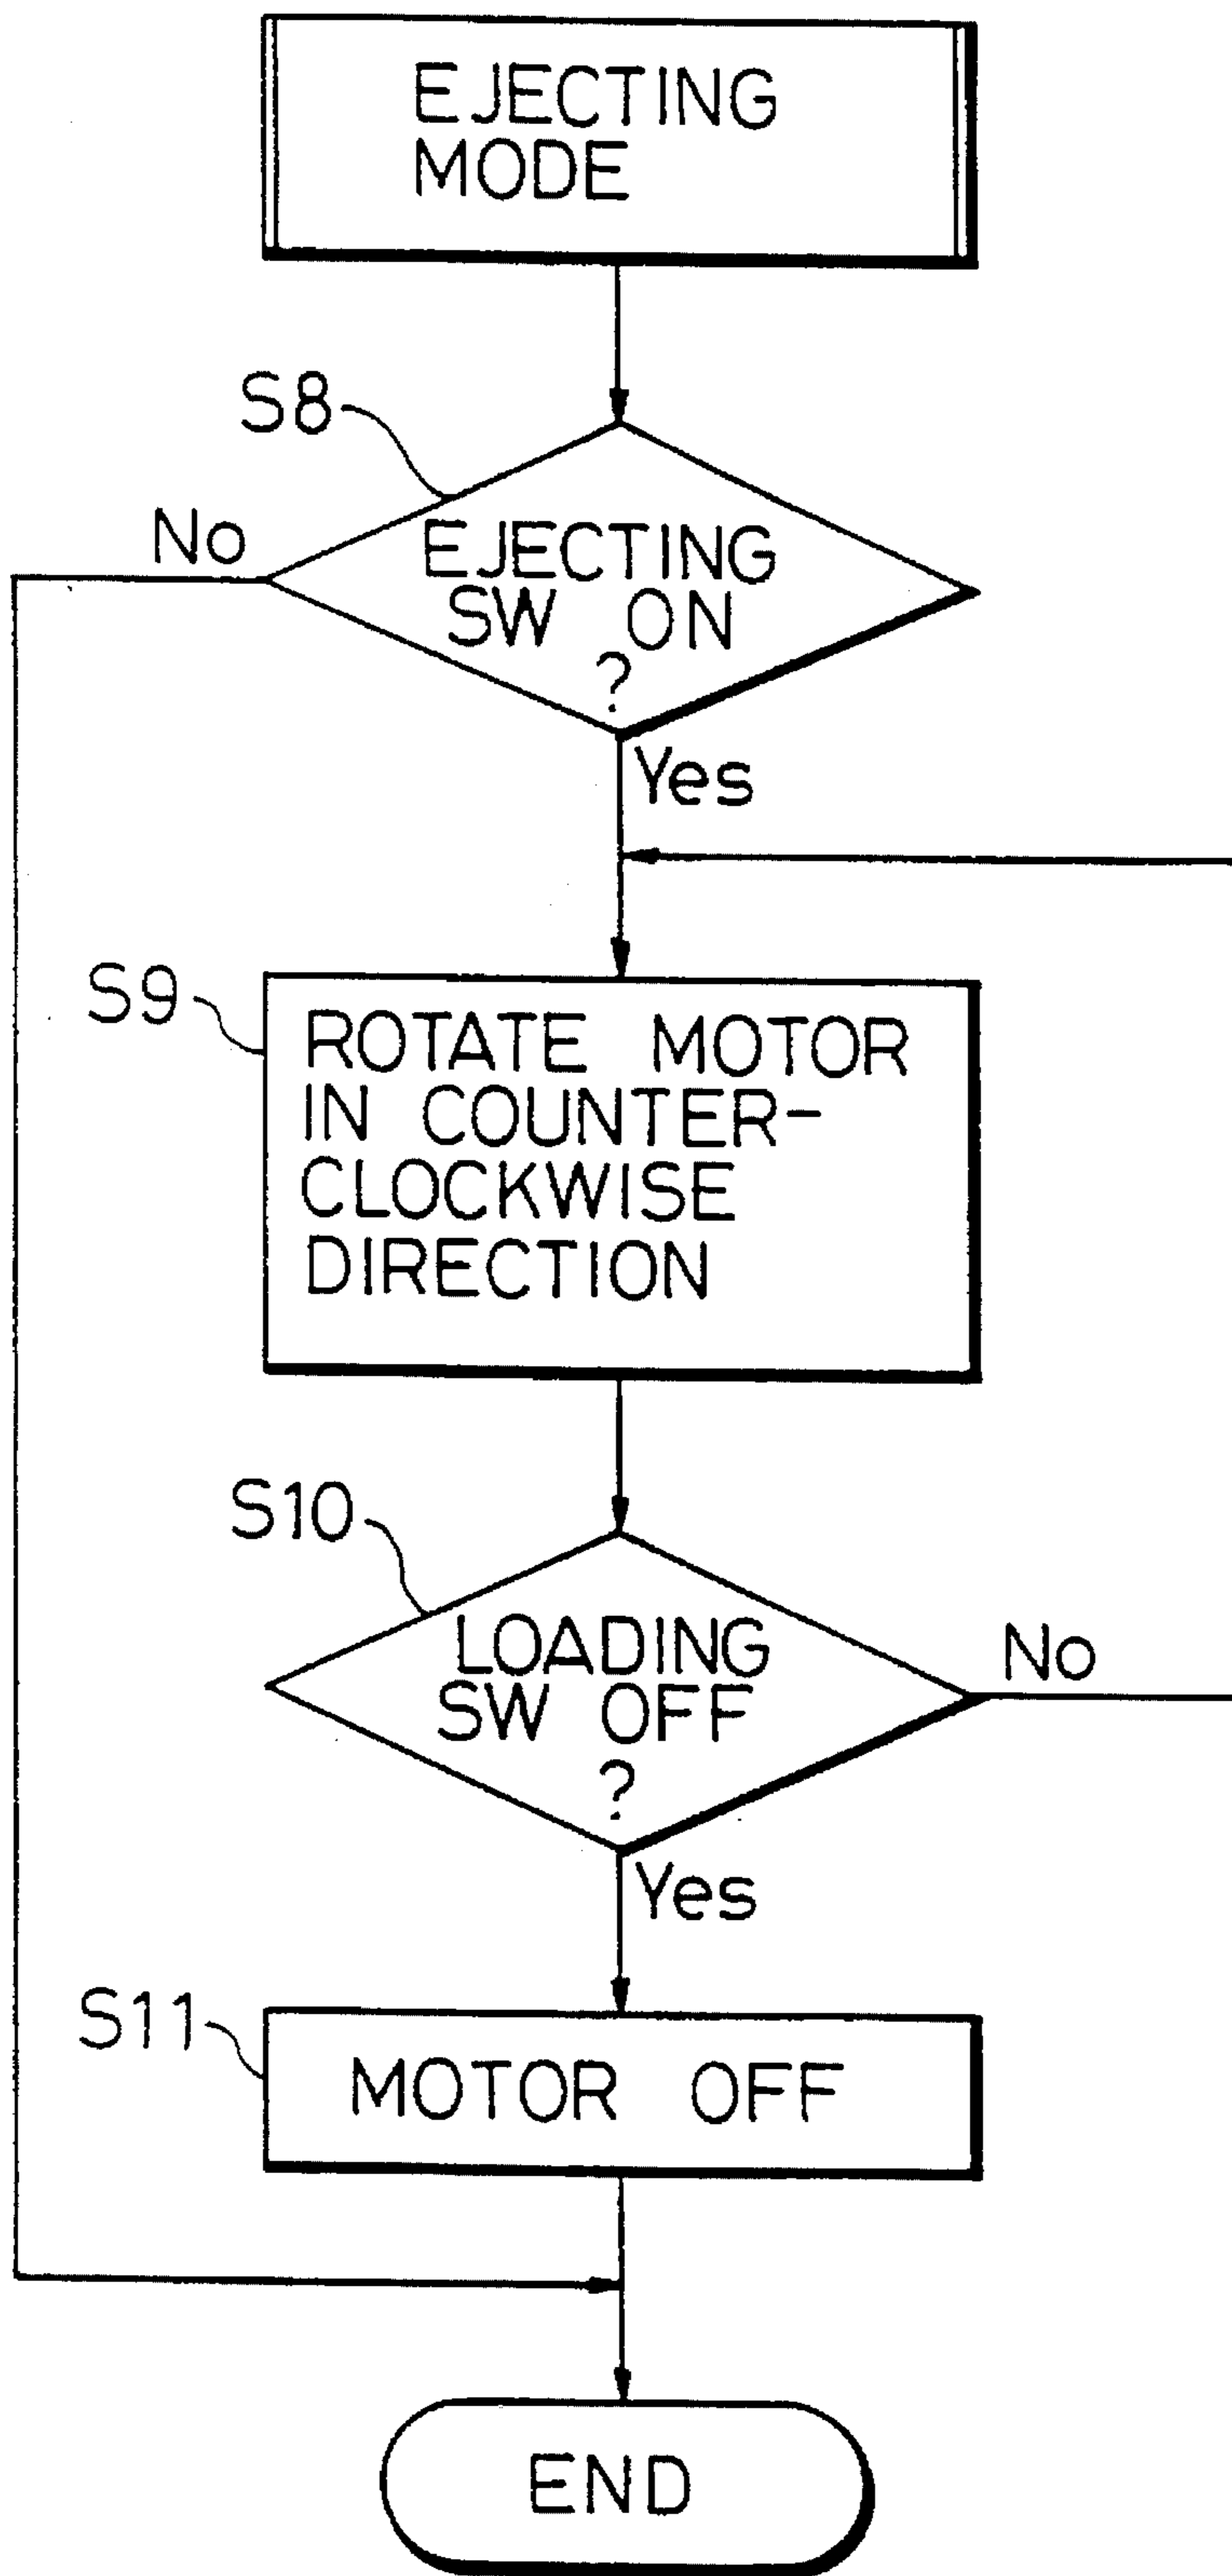 EJECTING
MODE
S8
No
EJECTING
SW ON
?
Yes
S9
ROTATE MOTOR
IN COUNTER-
CLOCKWISE
DIRECTION
S10
LOADING
SW OFF
?
No
Yes
S11
MOTOR OFF
END